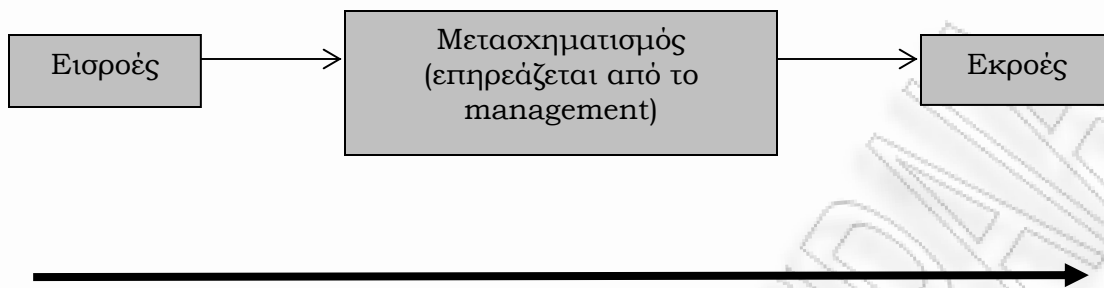 Εισροές
Μετασχηματισμός
(επηρεάζεται από το
management)
Εκροές